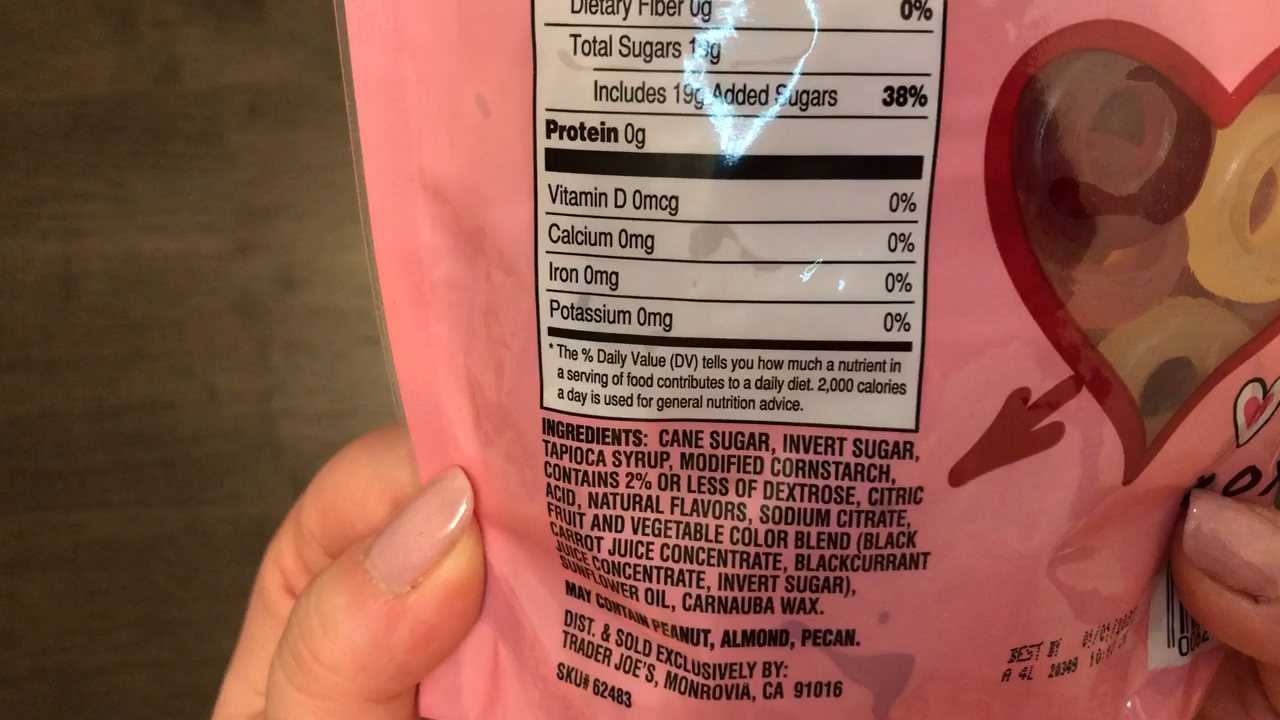 Dietary Fiber 0g 0%
Total Sugars 19g
Includes 19g Added Sugars 38%
Protein 0g
Vitamin D 0mcg 0%
Calcium 0mg 0%
Iron 0mg 0%
Potassium 0mg 0%
* The % Daily Value (DV) tells you how much a nutrient in
a serving of food contributes to a daily diet. 2,000 calories
a day is used for general nutrition advice.
INGREDIENTS: CANE SUGAR, INVERT SUGAR,
TAPIOCA SYRUP, MODIFIED CORNSTARCH,
CONTAINS 2% OR LESS OF DEXTROSE, CITRIC
ACID, NATURAL FLAVORS, SODIUM CITRATE,
FRUIT AND VEGETABLE COLOR BLEND (BLACK
CARROT JUICE CONCENTRATE, BLACKCURRANT
JUICE CONCENTRATE, INVERT SUGAR),
SUNFLOWER OIL, CARNAUBA WAX.
MAY CONTAIN PEANUT, ALMOND, PECAN.
DIST. & SOLD EXCLUSIVELY BY:
TRADER JOE'S, MONROVIA, CA 91016
SKU# 62483
BEST BY
A 4L 20349